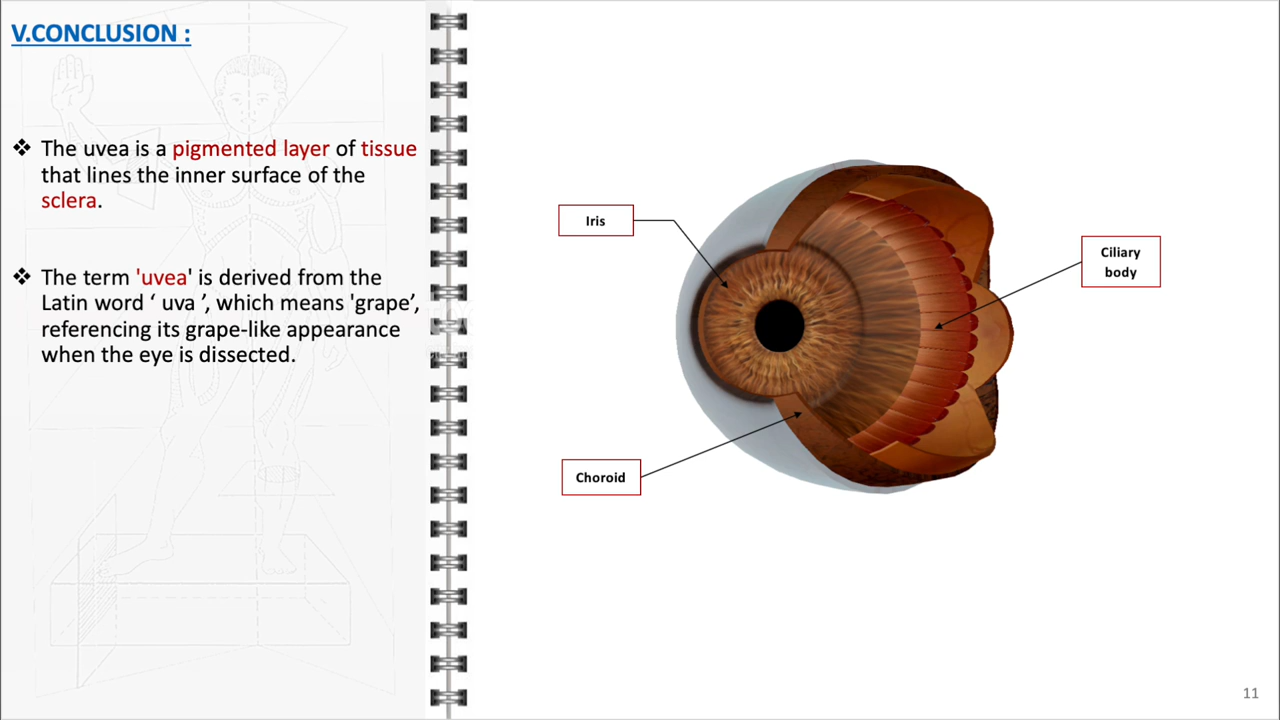 V.CONCLUSION :
❖ The uvea is a pigmented layer of tissue
that lines the inner surface of the
sclera.
❖ The term 'uvea' is derived from the
Latin word ‘ uva ’, which means 'grape’,
referencing its grape-like appearance
when the eye is dissected.
Iris
Ciliary
body
Choroid
11